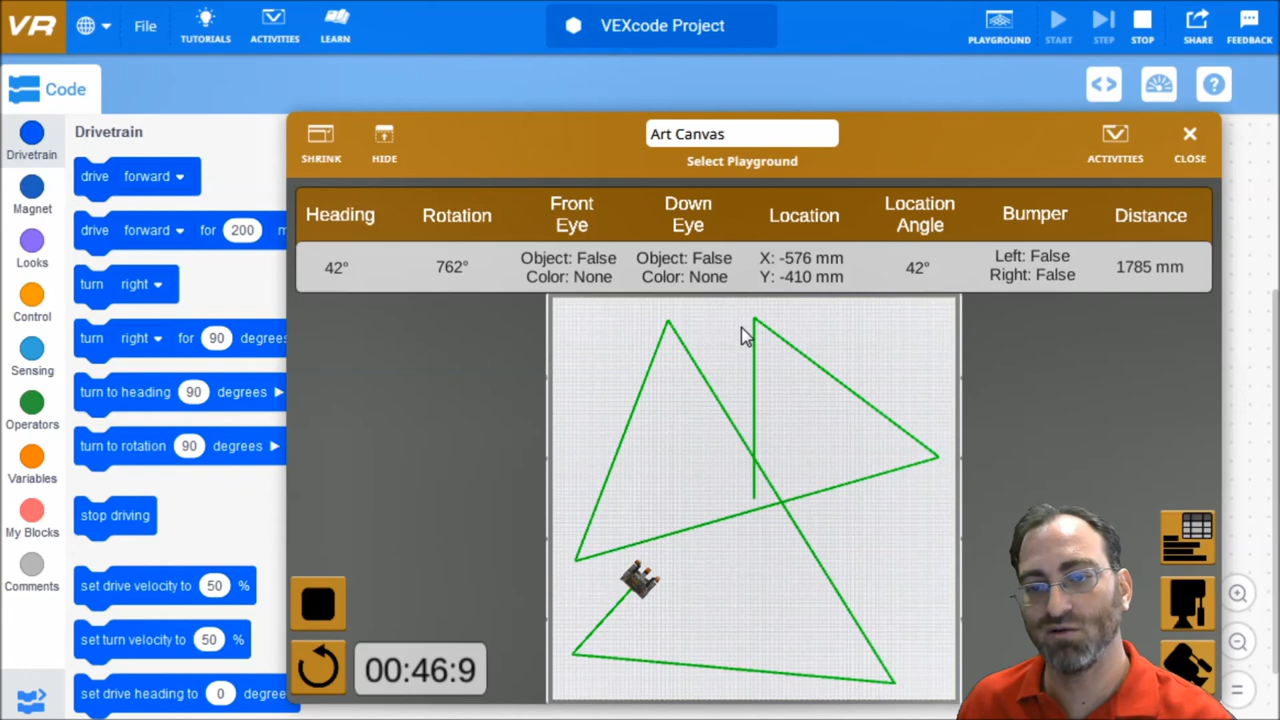 VR
File
TUTORIALS
ACTIVITIES
LEARN
VEXcode Project
PLAYGROUND
START
STEP
STOP
SHARE
FEEDBACK
Code
Drivetrain
Magnet
Looks
Control
Sensing
Operators
Variables
My Blocks
Comments
Drivetrain
drive forward
drive forward for 200 m
turn right
turn right for 90 degrees
turn to heading 90 degrees
turn to rotation 90 degrees
stop driving
set drive velocity to 50 %
set turn velocity to 50 %
set drive heading to 0 degree
SHRINK
HIDE
Art Canvas
Select Playground
ACTIVITIES
CLOSE
Heading
Rotation
Front Eye
Down Eye
Location
Location Angle
Bumper
Distance
42°
762°
Object: False
Color: None
Object: False
Color: None
X: -576 mm
Y: -410 mm
42°
Left: False
Right: False
1785 mm
00:46:9